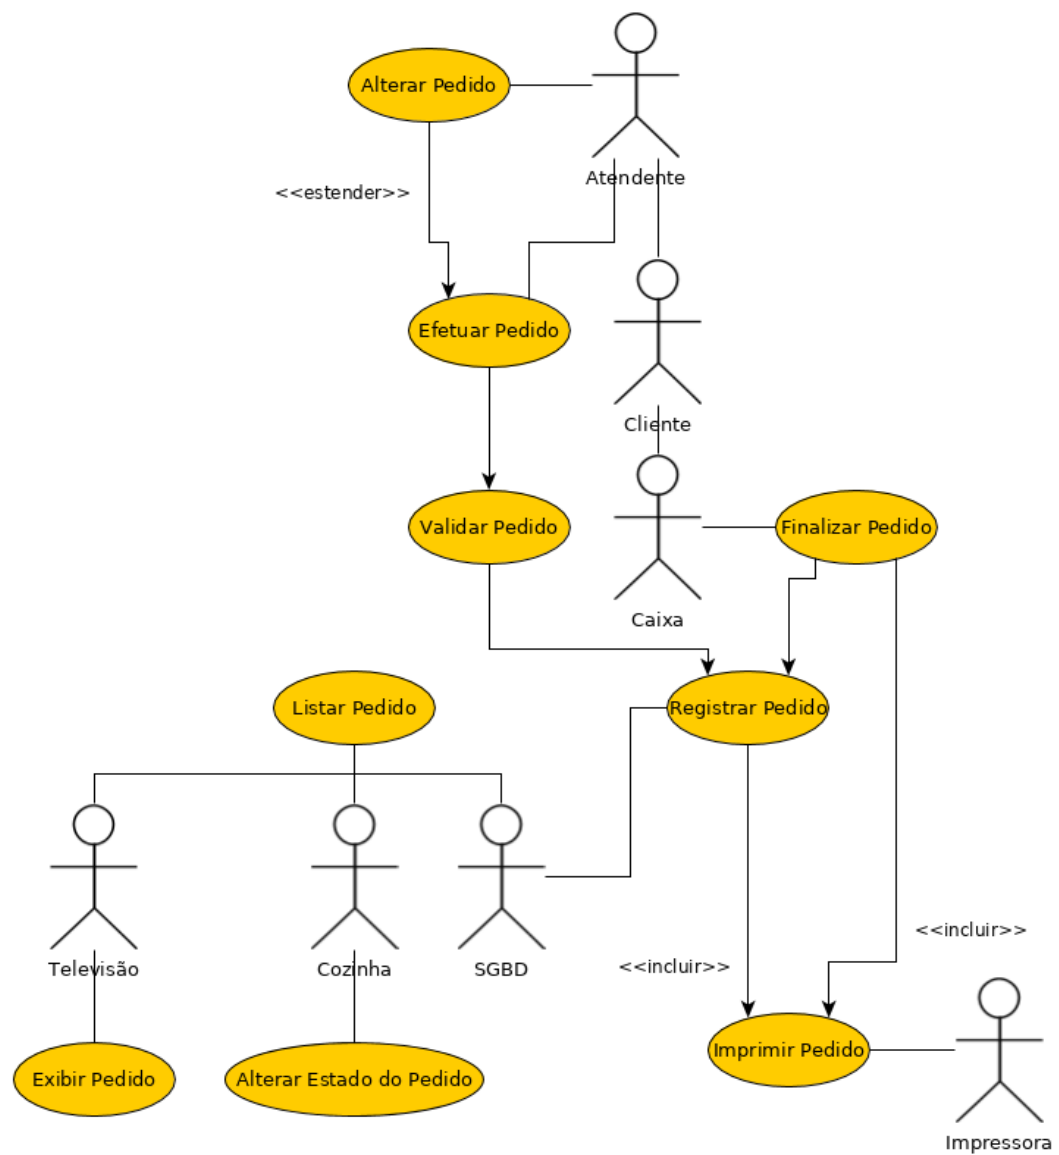 Alterar Pedido
Atendente
<<estender>>
Efetuar Pedido
Cliente
Validar Pedido
Finalizar Pedido
Caixa
Listar Pedido
Registrar Pedido
Televisão
Cozinha
SGBD
<<incluir>>
<<incluir>>
Exibir Pedido
Alterar Estado do Pedido
Imprimir Pedido
Impressora